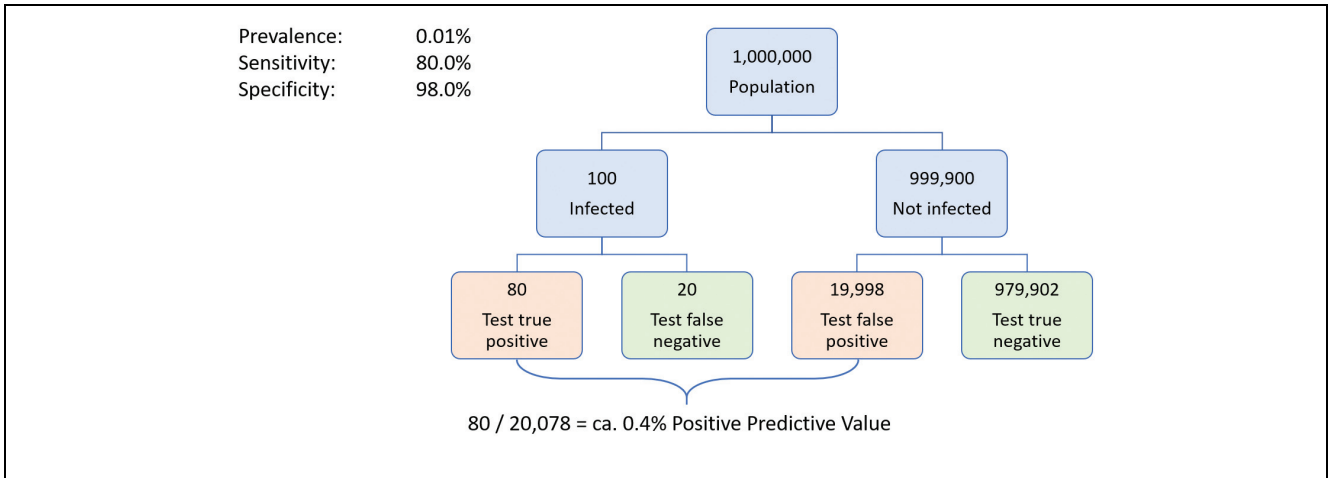 Prevalence: 0.01%
Sensitivity: 80.0%
Specificity: 98.0%
1,000,000
Population
100
Infected
999,900
Not infected
80
Test true
positive
20
Test false
negative
19,998
Test false
positive
979,902
Test true
negative
80 / 20,078 = ca. 0.4% Positive Predictive Value